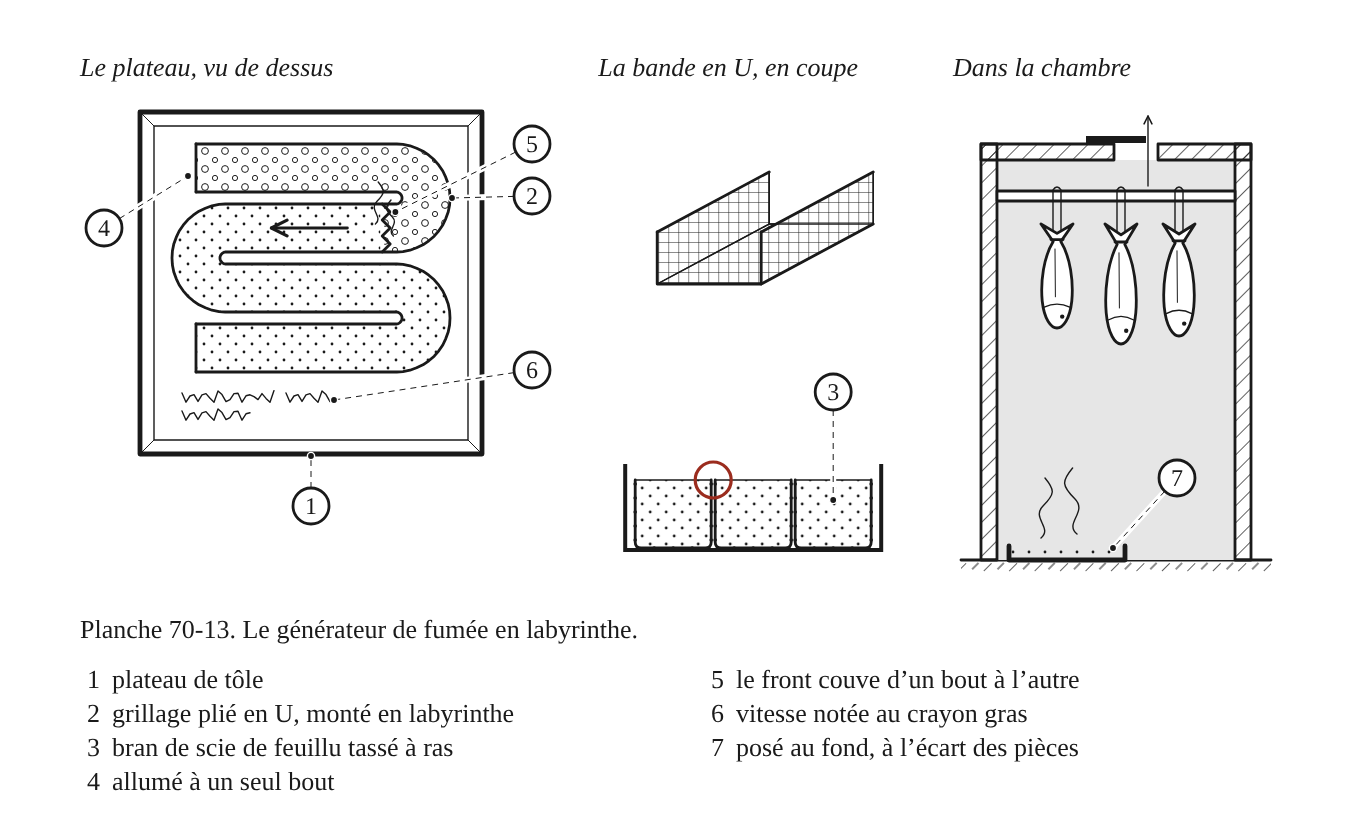 Le plateau, vu de dessus
La bande en U, en coupe
Dans la chambre
5
2
4
6
3
7
1
Planche 70-13. Le générateur de fumée en labyrinthe.
1 plateau de tôle
2 grillage plié en U, monté en labyrinthe
3 bran de scie de feuillu tassé à ras
4 allumé à un seul bout
5 le front couve d’un bout à l’autre
6 vitesse notée au crayon gras
7 posé au fond, à l’écart des pièces